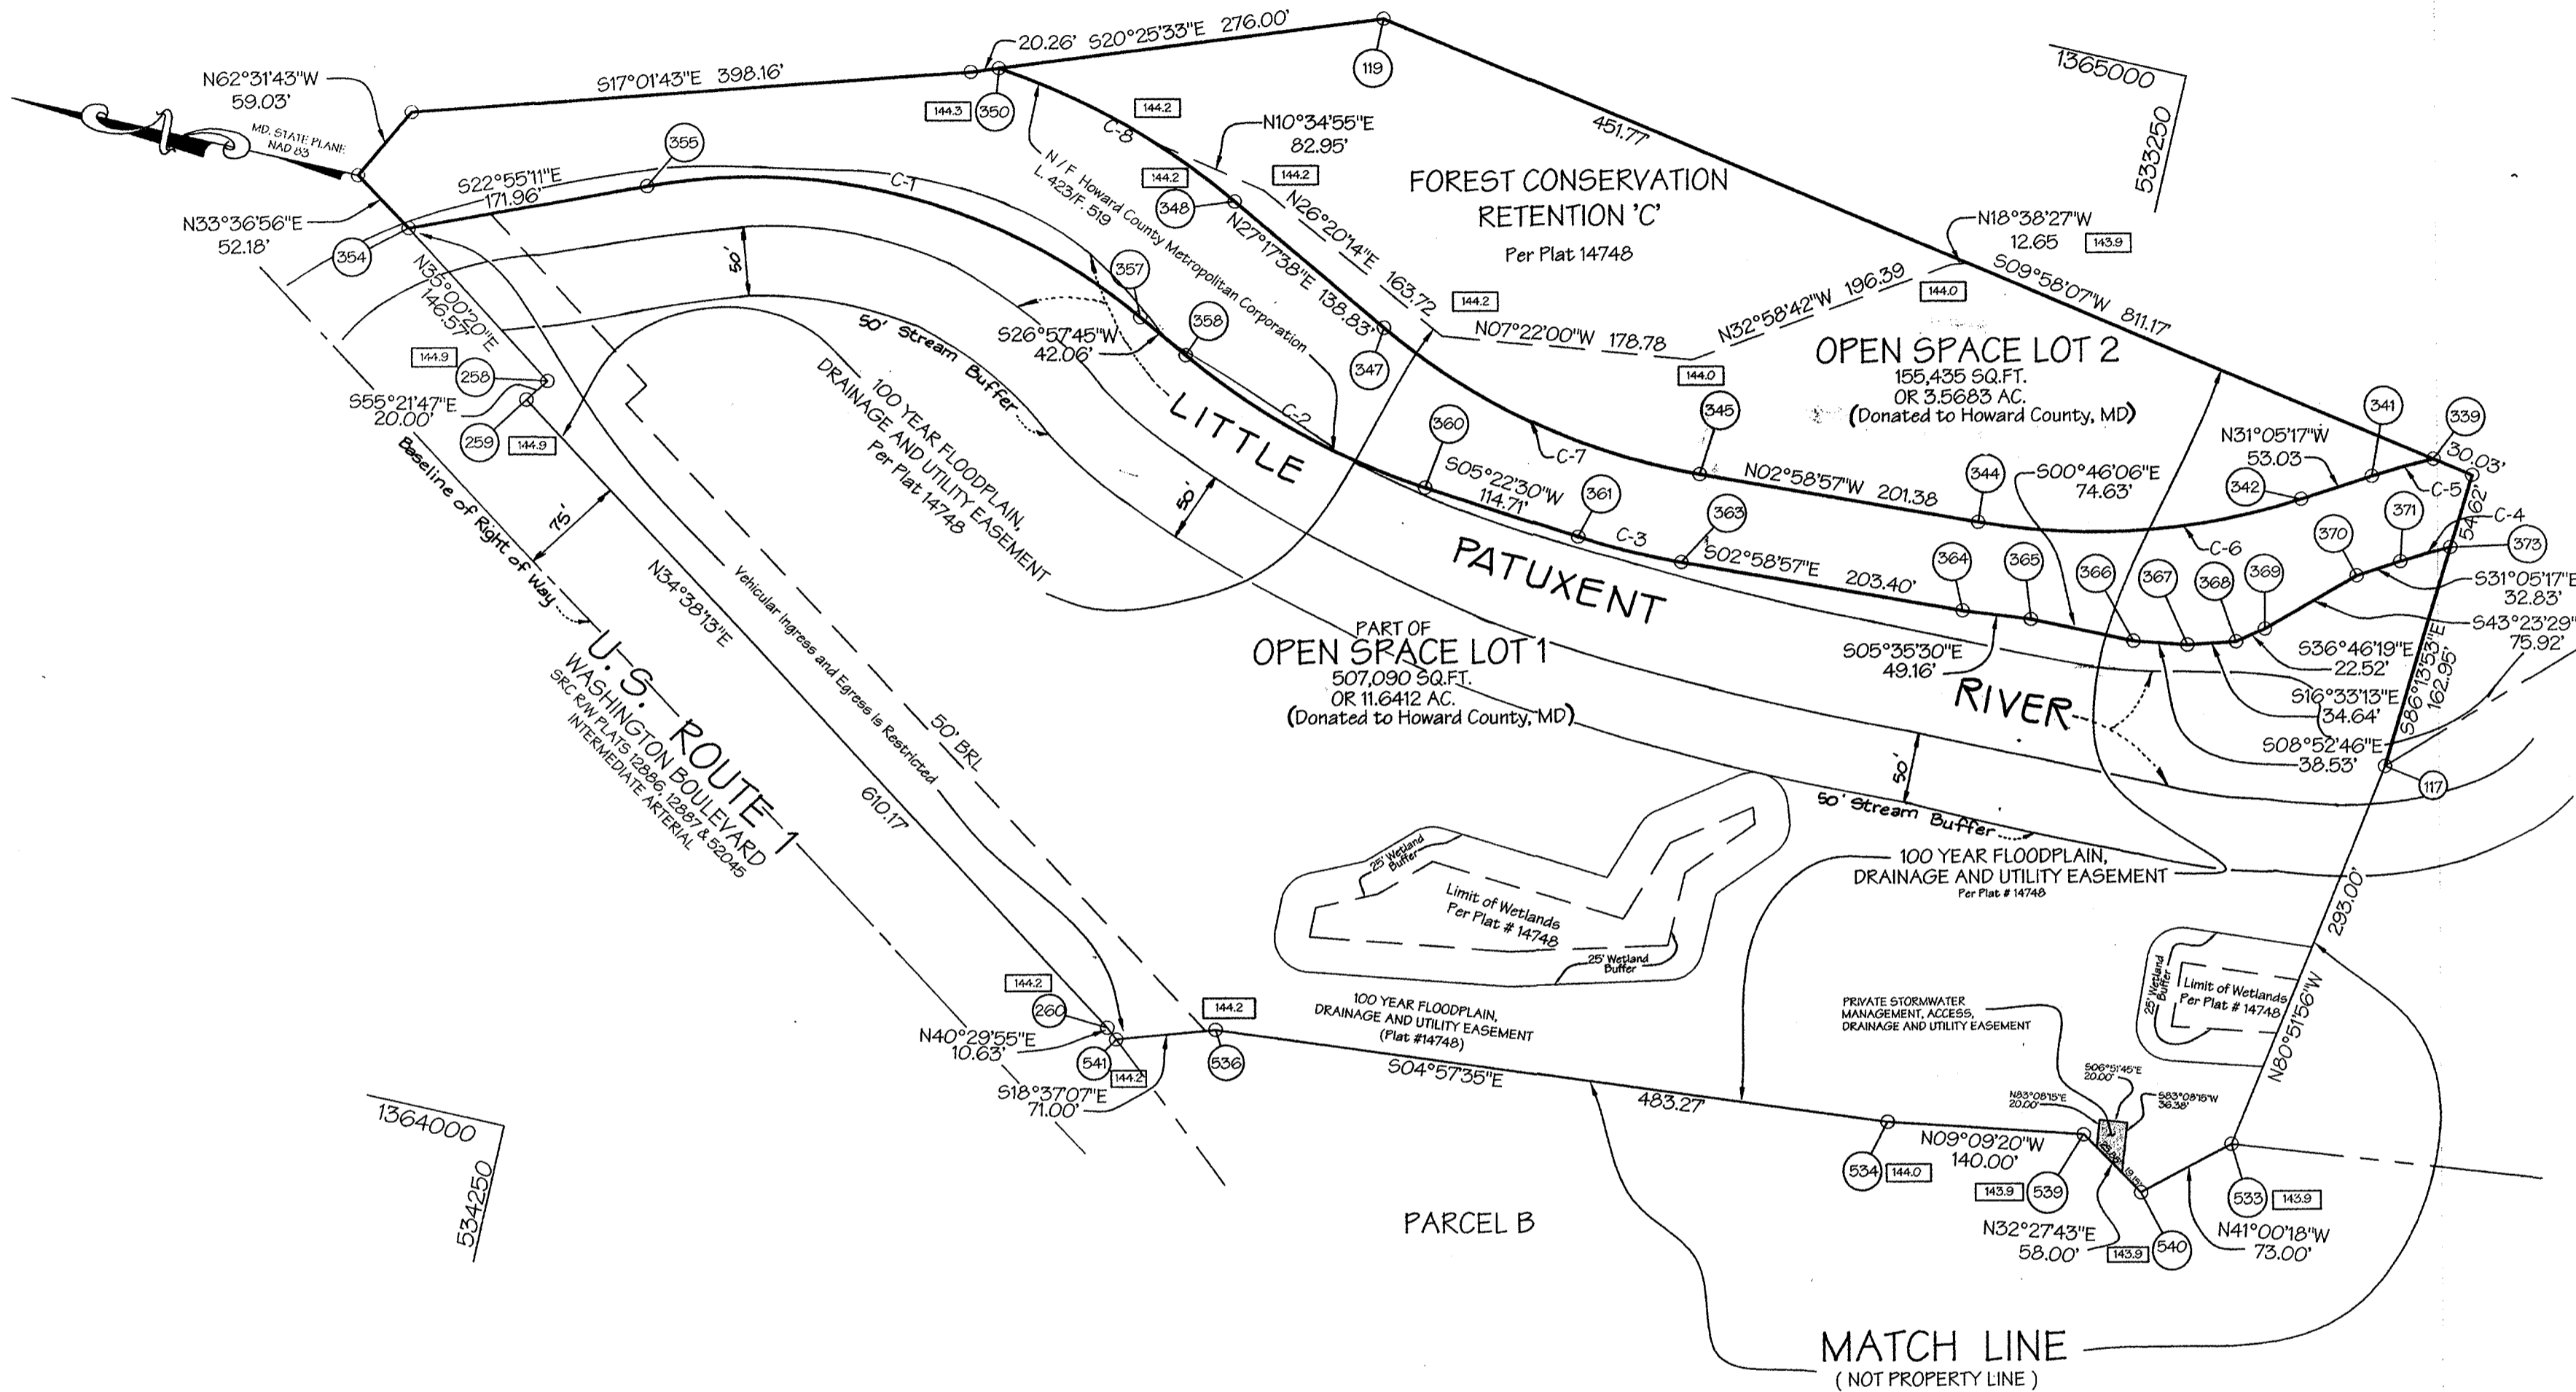 N62°31'43"W
59.03'
MD. STATE PLANE
NAD 83
S17°01'43"E 398.16'
20.26' S20°25'33"E 276.00'
119
144.3
350
144.2
C-8
N10°34'55"E
82.95'
451.77'
1365000
533250
355
S22°55'11"E
171.96'
C-1
N33°36'56"E
52.18'
354
N / F Howard County Metropolitan Corporation
L. 423/F. 519
144.2
348
144.2
N26°20'14"E 163.72
N27°17'38"E 138.83'
FOREST CONSERVATION
RETENTION 'C'
Per Plat 14748
N18°38'27"W
12.65
143.9
S09°58'07"W 811.17'
N32°58'42"W 196.39
144.0
144.2
N07°22'00"W 178.78
144.0
357
358
S26°57'45"W
42.06'
347
C-2
50'
50' Stream Buffer
N35°00'20"E
146.57'
144.9
258
S55°21'47"E
20.00'
259
144.9
100 YEAR FLOODPLAIN,
DRAINAGE AND UTILITY EASEMENT
Per Plat 14748
OPEN SPACE LOT 2
155,435 SQ.FT.
OR 3.5683 AC.
(Donated to Howard County, MD)
345
360
C-7
S05°22'30"W
114.71'
361
C-3
363
S02°58'57"E 203.40'
N02°58'57"W 201.38
344
S00°46'06"E
74.63'
N31°05'17"W
53.03
342
341
339
30.03'
C-5
54.62'
C-4
C-6
364
365
366
367
368
369
370
371
373
S31°05'17"E
32.83'
S43°23'29"
75.92'
S36°46'19"E
22.52'
S16°33'13"E
34.64'
S08°52'46"E
38.53'
S05°35'30"E
49.16'
S86°13'53"E
162.95'
117
LITTLE
PATUXENT
RIVER
50'
Baseline of Right of Way
75'
N34°38'13"E
610.17'
Vehicular Ingress and Egress is Restricted
50' BRL
U. S. ROUTE 1
WASHINGTON BOULEVARD
SRC R/W PLATS 12886, 12887 & 52045
INTERMEDIATE ARTERIAL
PART OF
OPEN SPACE LOT 1
507,090 SQ.FT.
OR 11.6412 AC.
(Donated to Howard County, MD)
50'
50' Stream Buffer
100 YEAR FLOODPLAIN,
DRAINAGE AND UTILITY EASEMENT
Per Plat # 14748
25' Wetland
Buffer
Limit of Wetlands
Per Plat # 14748
25' Wetland
Buffer
293.00'
N80°51'56"W
25' Wetland
Buffer
Limit of Wetlands
Per Plat # 14748
144.2
260
N40°29'55"E
10.63'
541
144.2
S18°37'07"E
71.00'
144.2
536
100 YEAR FLOODPLAIN,
DRAINAGE AND UTILITY EASEMENT
(Plat #14748)
S04°57'35"E
483.27'
PRIVATE STORMWATER
MANAGEMENT, ACCESS,
DRAINAGE AND UTILITY EASEMENT
S06°51'45"E
20.00'
N83°08'15"E
20.00'
S83°08'15"W
36.38'
534
144.0
N09°09'20"W
140.00'
143.9
539
N32°27'43"E
58.00'
143.9
540
533
143.9
N41°00'18"W
73.00'
1364000
534250
PARCEL B
MATCH LINE
( NOT PROPERTY LINE )